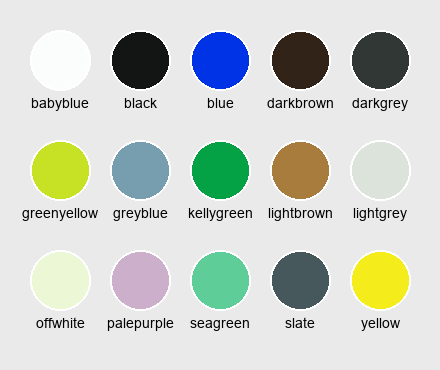 babyblue black blue darkbrown darkgrey
greenyellow greyblue kellygreen lightbrown lightgrey
offwhite palepurple seagreen slate yellow